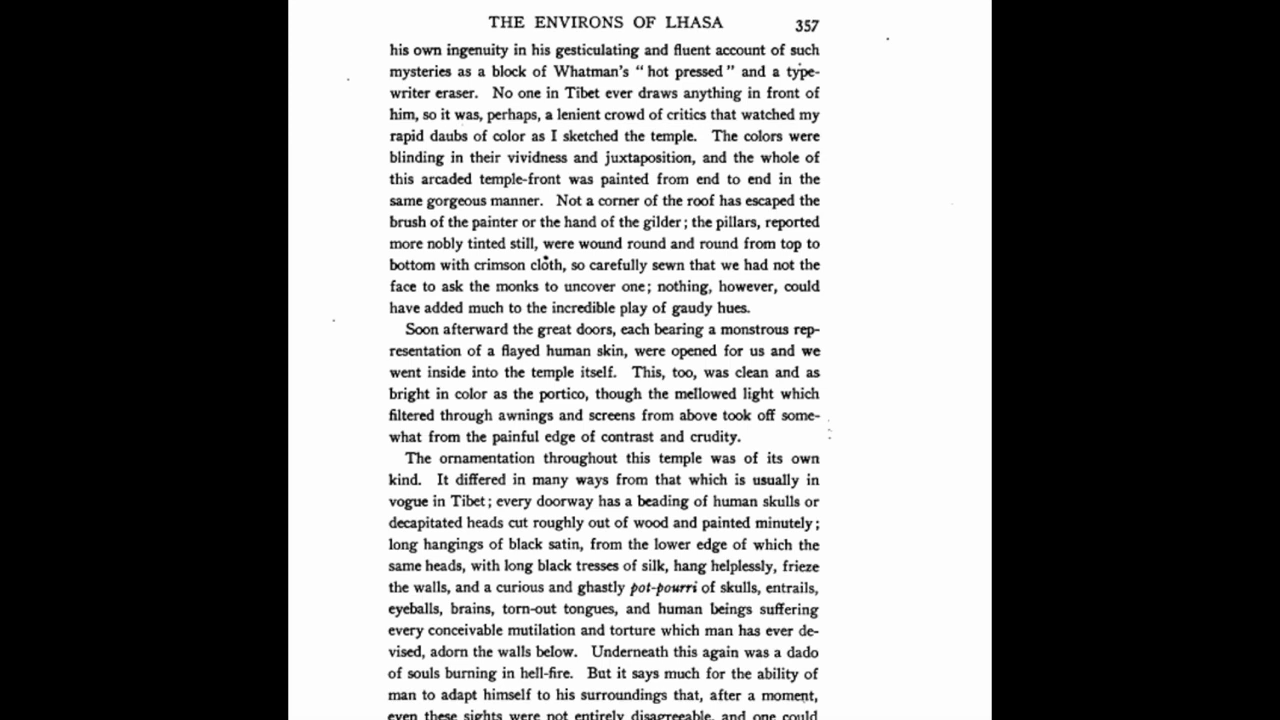 THE ENVIRONS OF LHASA 357
his own ingenuity in his gesticulating and fluent account of such
mysteries as a block of Whatman's “hot pressed” and a type-
writer eraser. No one in Tibet ever draws anything in front of
him, so it was, perhaps, a lenient crowd of critics that watched my
rapid daubs of color as I sketched the temple. The colors were
blinding in their vividness and juxtaposition, and the whole of
this arcaded temple-front was painted from end to end in the
same gorgeous manner. Not a corner of the roof has escaped the
brush of the painter or the hand of the gilder; the pillars, reported
more nobly tinted still, were wound round and round from top to
bottom with crimson cloth, so carefully sewn that we had not the
face to ask the monks to uncover one; nothing, however, could
have added much to the incredible play of gaudy hues.
Soon afterward the great doors, each bearing a monstrous rep-
resentation of a flayed human skin, were opened for us and we
went inside into the temple itself. This, too, was clean and as
bright in color as the portico, though the mellowed light which
filtered through awnings and screens from above took off some-
what from the painful edge of contrast and crudity.
The ornamentation throughout this temple was of its own
kind. It differed in many ways from that which is usually in
vogue in Tibet; every doorway has a beading of human skulls or
decapitated heads cut roughly out of wood and painted minutely;
long hangings of black satin, from the lower edge of which the
same heads, with long black tresses of silk, hang helplessly, frieze
the walls, and a curious and ghastly pot-pourri of skulls, entrails,
eyeballs, brains, torn-out tongues, and human beings suffering
every conceivable mutilation and torture which man has ever de-
vised, adorn the walls below. Underneath this again was a dado
of souls burning in hell-fire. But it says much for the ability of
man to adapt himself to his surroundings that, after a moment,
even these sights were not entirely disagreeable, and one could